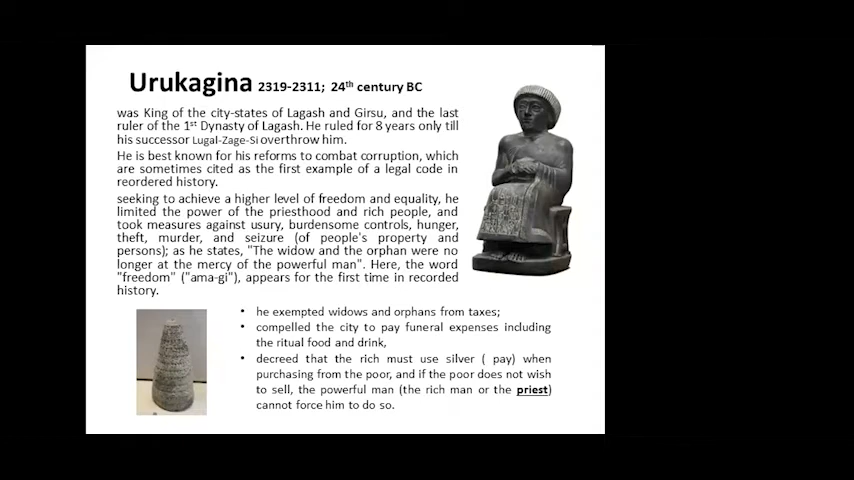 Urukagina 2319-2311; 24th century BC
was King of the city-states of Lagash and Girsu, and the last
ruler of the 1st Dynasty of Lagash. He ruled for 8 years only till
his successor Lugal-Zage-Si overthrow him.
He is best known for his reforms to combat corruption, which
are sometimes cited as the first example of a legal code in
reordered history.
seeking to achieve a higher level of freedom and equality, he
limited the power of the priesthood and rich people, and
took measures against usury, burdensome controls, hunger,
theft, murder, and seizure (of people's property and
persons); as he states, "The widow and the orphan were no
longer at the mercy of the powerful man". Here, the word
"freedom" ("ama-gi"), appears for the first time in recorded
history.
• he exempted widows and orphans from taxes;
• compelled the city to pay funeral expenses including
the ritual food and drink,
• decreed that the rich must use silver ( pay) when
purchasing from the poor, and if the poor does not wish
to sell, the powerful man (the rich man or the priest)
cannot force him to do so.